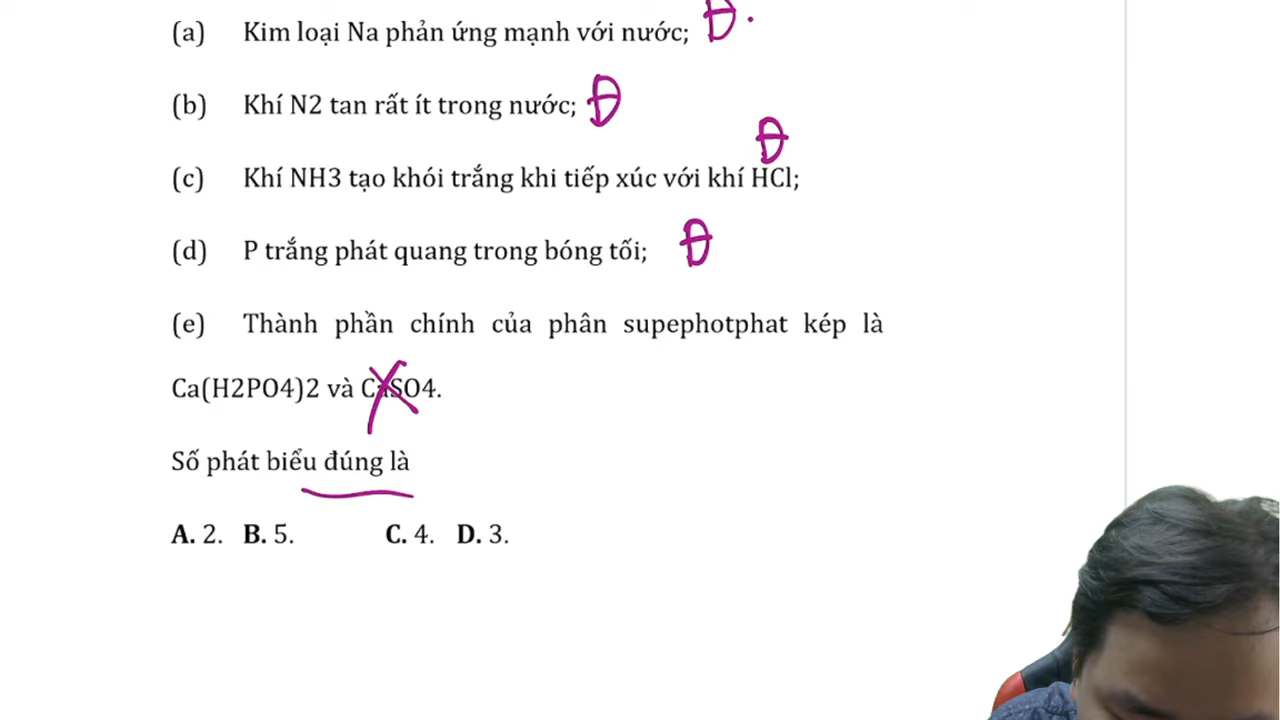 (a) Kim loại Na phản ứng mạnh với nước; Đ.
(b) Khí N2 tan rất ít trong nước; Đ
Đ
(c) Khí NH3 tạo khói trắng khi tiếp xúc với khí HCl;
(d) P trắng phát quang trong bóng tối; Đ
(e) Thành phần chính của phân supephotphat kép là
Ca(H2PO4)2 và CaSO4.
Số phát biểu đúng là
A. 2. B. 5. C. 4. D. 3.